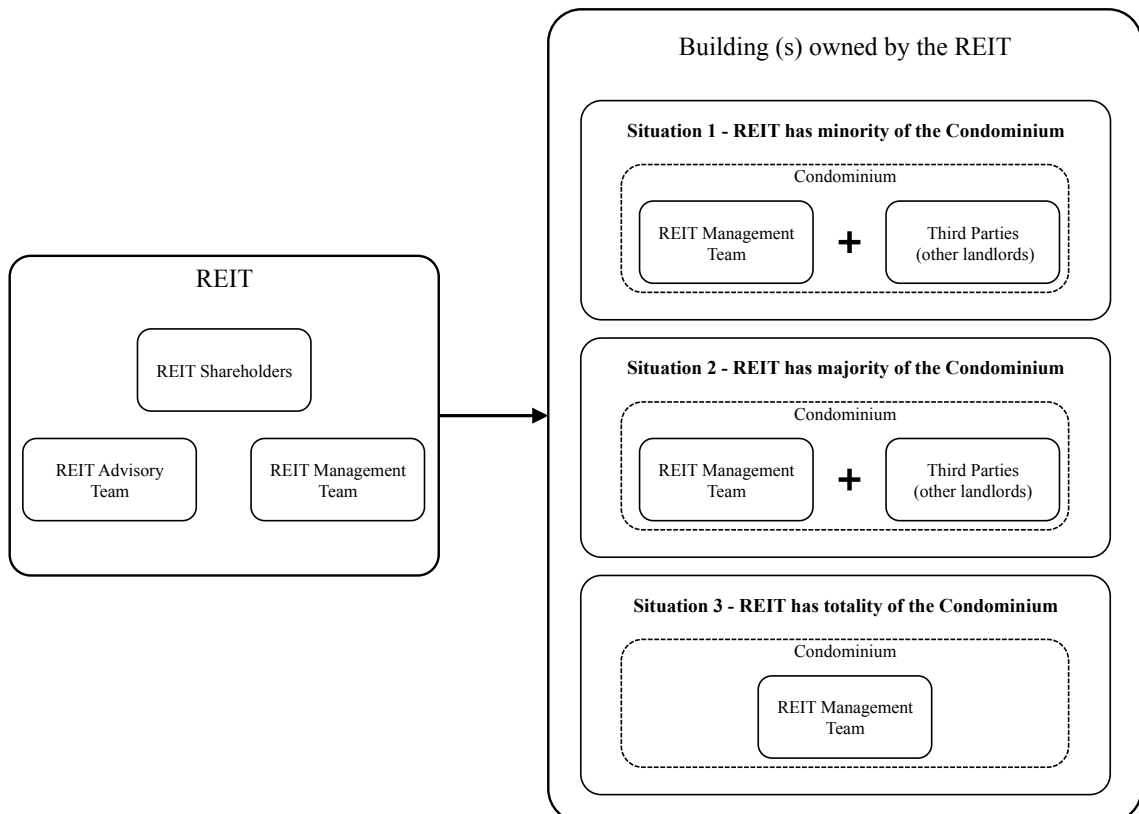 REIT
REIT Shareholders
REIT Advisory
Team
REIT Management
Team
Building (s) owned by the REIT
Situation 1 - REIT has minority of the Condominium
Condominium
REIT Management
Team
+
Third Parties
(other landlords)
Situation 2 - REIT has majority of the Condominium
Condominium
REIT Management
Team
+
Third Parties
(other landlords)
Situation 3 - REIT has totality of the Condominium
Condominium
REIT Management
Team